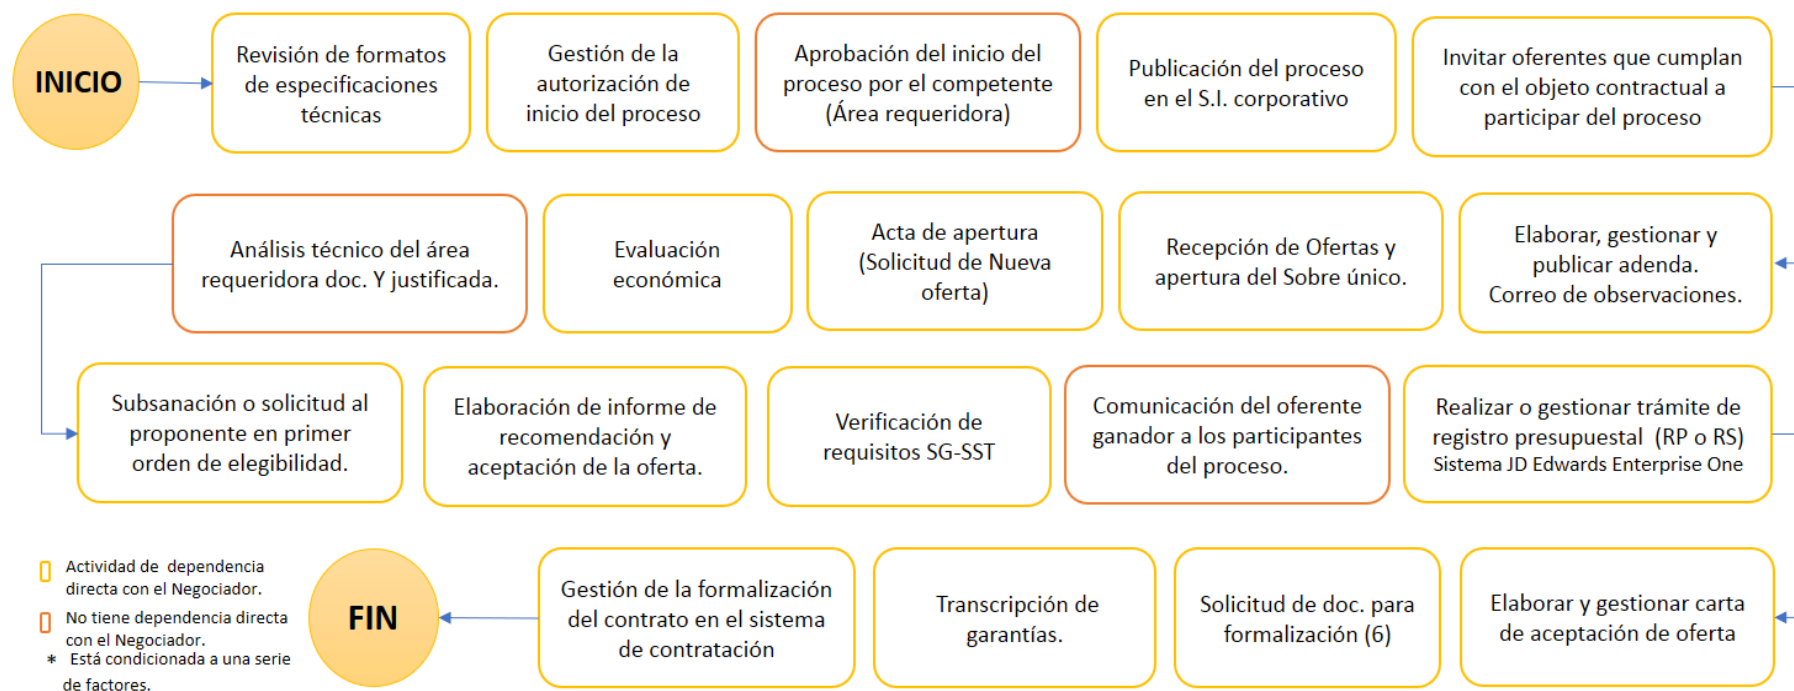 INICIO
Revisión de formatos
de especificaciones
técnicas
Gestión de la
autorización de
inicio del proceso
Aprobación del inicio del
proceso por el competente
(Área requeridora)
Publicación del proceso
en el S.I. corporativo
Invitar oferentes que cumplan
con el objeto contractual a
participar del proceso
Elaborar, gestionar y
publicar adenda.
Correo de observaciones.
Recepción de Ofertas y
apertura del Sobre único.
Acta de apertura
(Solicitud de Nueva
oferta)
Evaluación
económica
Análisis técnico del área
requeridora doc. Y justificada.
Subsanación o solicitud al
proponente en primer
orden de elegibilidad.
Elaboración de informe de
recomendación y
aceptación de la oferta.
Verificación de
requisitos SG-SST
Comunicación del oferente
ganador a los participantes
del proceso.
Realizar o gestionar trámite de
registro presupuestal (RP o RS)
Sistema JD Edwards Enterprise One
Elaborar y gestionar carta
de aceptación de oferta
Solicitud de doc. para
formalización (6)
Transcripción de
garantías.
Gestión de la formalización
del contrato en el sistema
de contratación
FIN
Actividad de dependencia
directa con el Negociador.
No tiene dependencia directa
con el Negociador.
* Está condicionada a una serie
de factores.